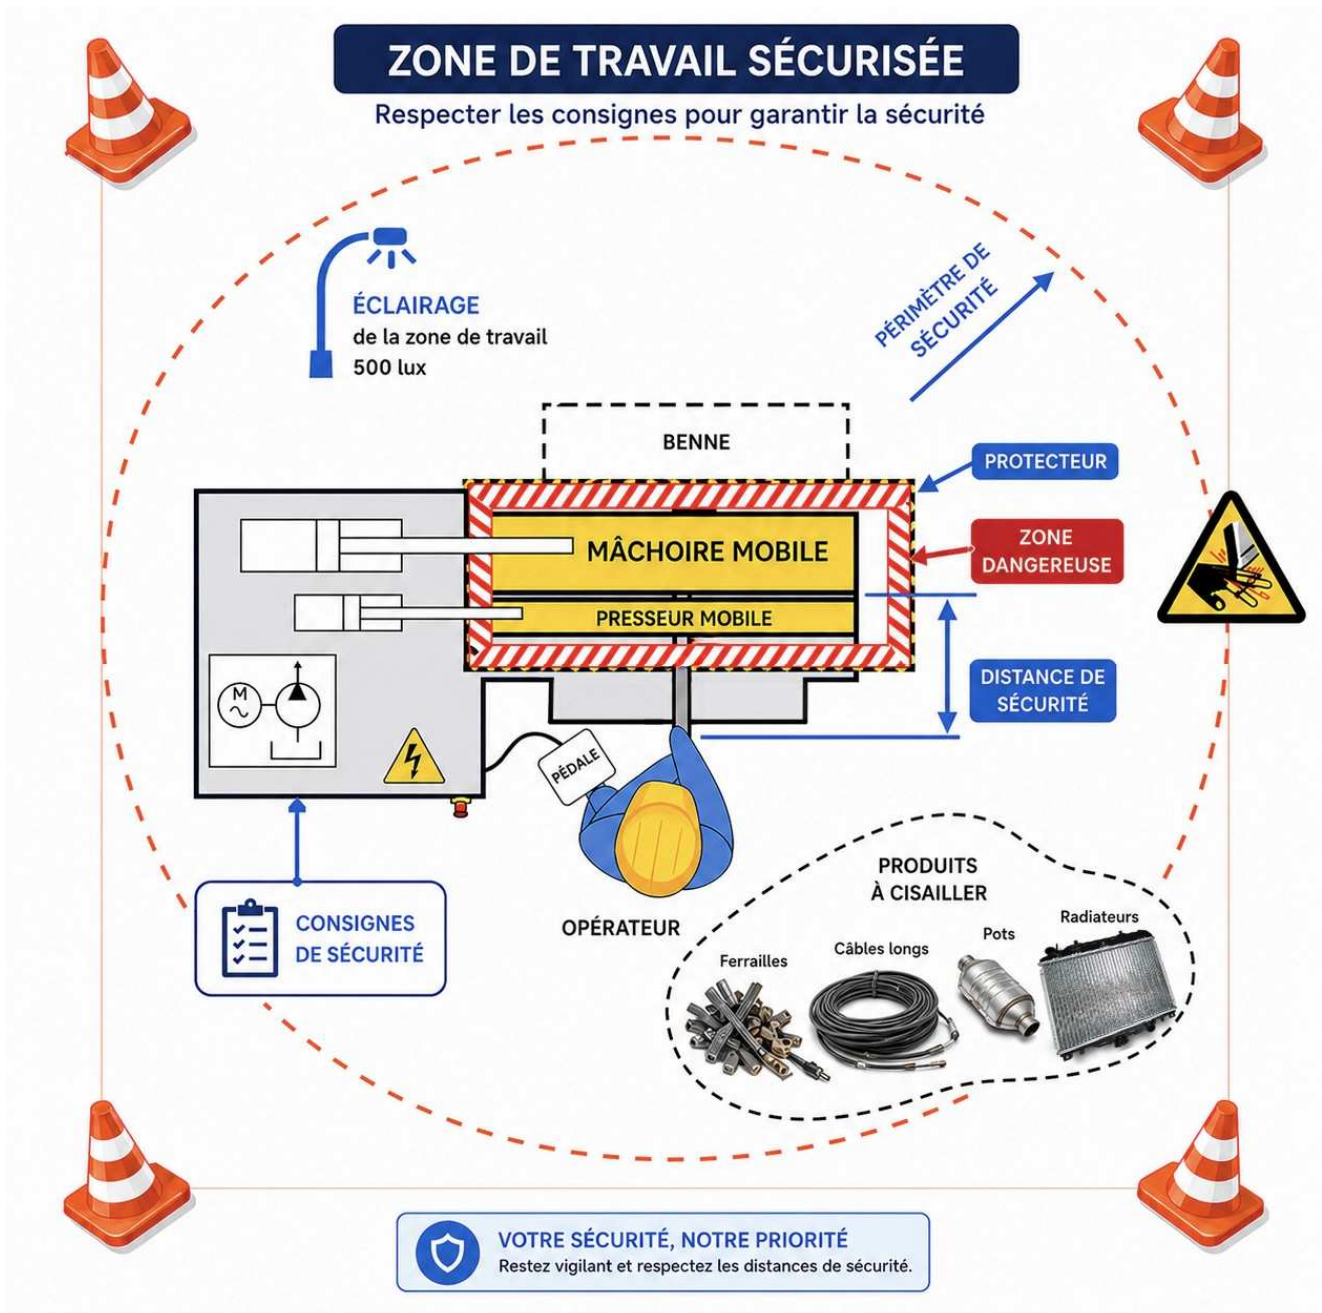 ZONE DE TRAVAIL SÉCURISÉE
Respecter les consignes pour garantir la sécurité
ÉCLAIRAGE
de la zone de travail
500 lux
PÉRIMÈTRE DE
SÉCURITÉ
BENNE
PROTECTEUR
ZONE
DANGEREUSE
MÂCHOIRE MOBILE
PRESSEUR MOBILE
DISTANCE DE
SÉCURITÉ
M
PÉDALE
CONSIGNES
DE SÉCURITÉ
OPÉRATEUR
PRODUITS
À CISAILLER
Ferrailles
Câbles longs
Pots
Radiateurs
VOTRE SÉCURITÉ, NOTRE PRIORITÉ
Restez vigilant et respectez les distances de sécurité.